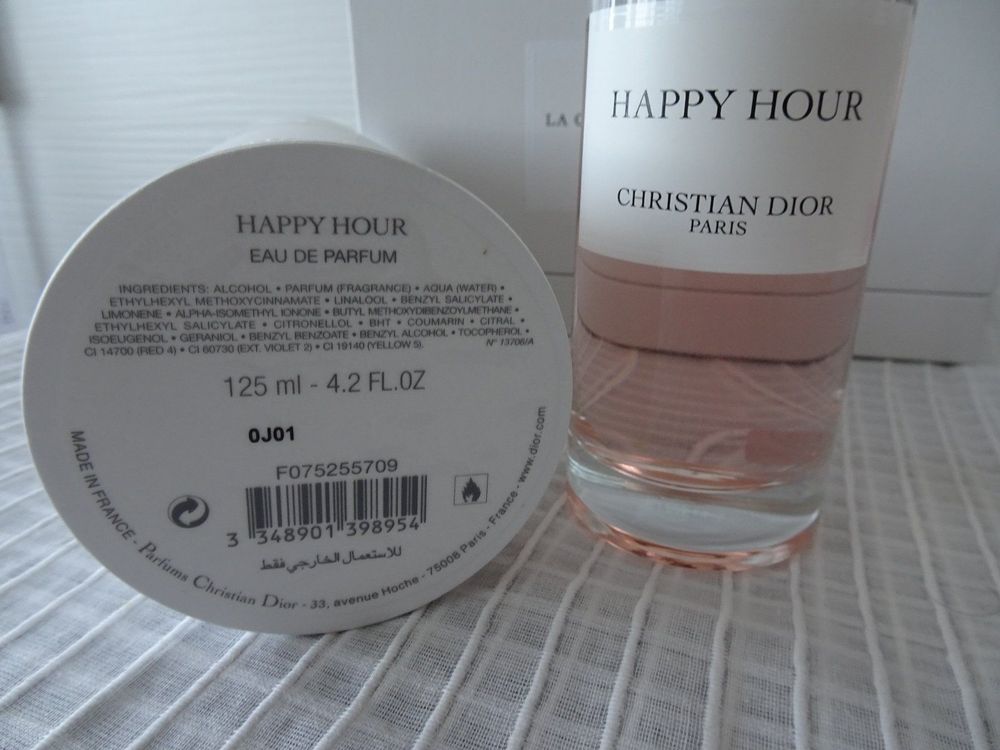 HAPPY HOUR
EAU DE PARFUM
INGREDIENTS: ALCOHOL • PARFUM (FRAGRANCE) • AQUA (WATER) •
ETHYLHEXYL METHOXYCINNAMATE • LINALOOL • BENZYL SALICYLATE •
LIMONENE • ALPHA-ISOMETHYL IONONE • BUTYL METHOXYDIBENZOYLMETHANE •
ETHYLHEXYL SALICYLATE • CITRONELLOL • BHT • COUMARIN • CITRAL •
ISOEUGENOL • GERANIOL • BENZYL BENZOATE • BENZYL ALCOHOL • TOCOPHEROL •
CI 14700 (RED 4) • CI 60730 (EXT. VIOLET 2) • CI 19140 (YELLOW 5).
N° 13706/A
125 ml - 4.2 FL.OZ
0J01
F075255709
3 348901 398954
للاستعمال الخارجي فقط
MADE IN FRANCE - Parfums Christian Dior - 33, avenue Hoche - 75008 Paris - France - www.dior.com
LA
HAPPY HOUR
CHRISTIAN DIOR
PARIS